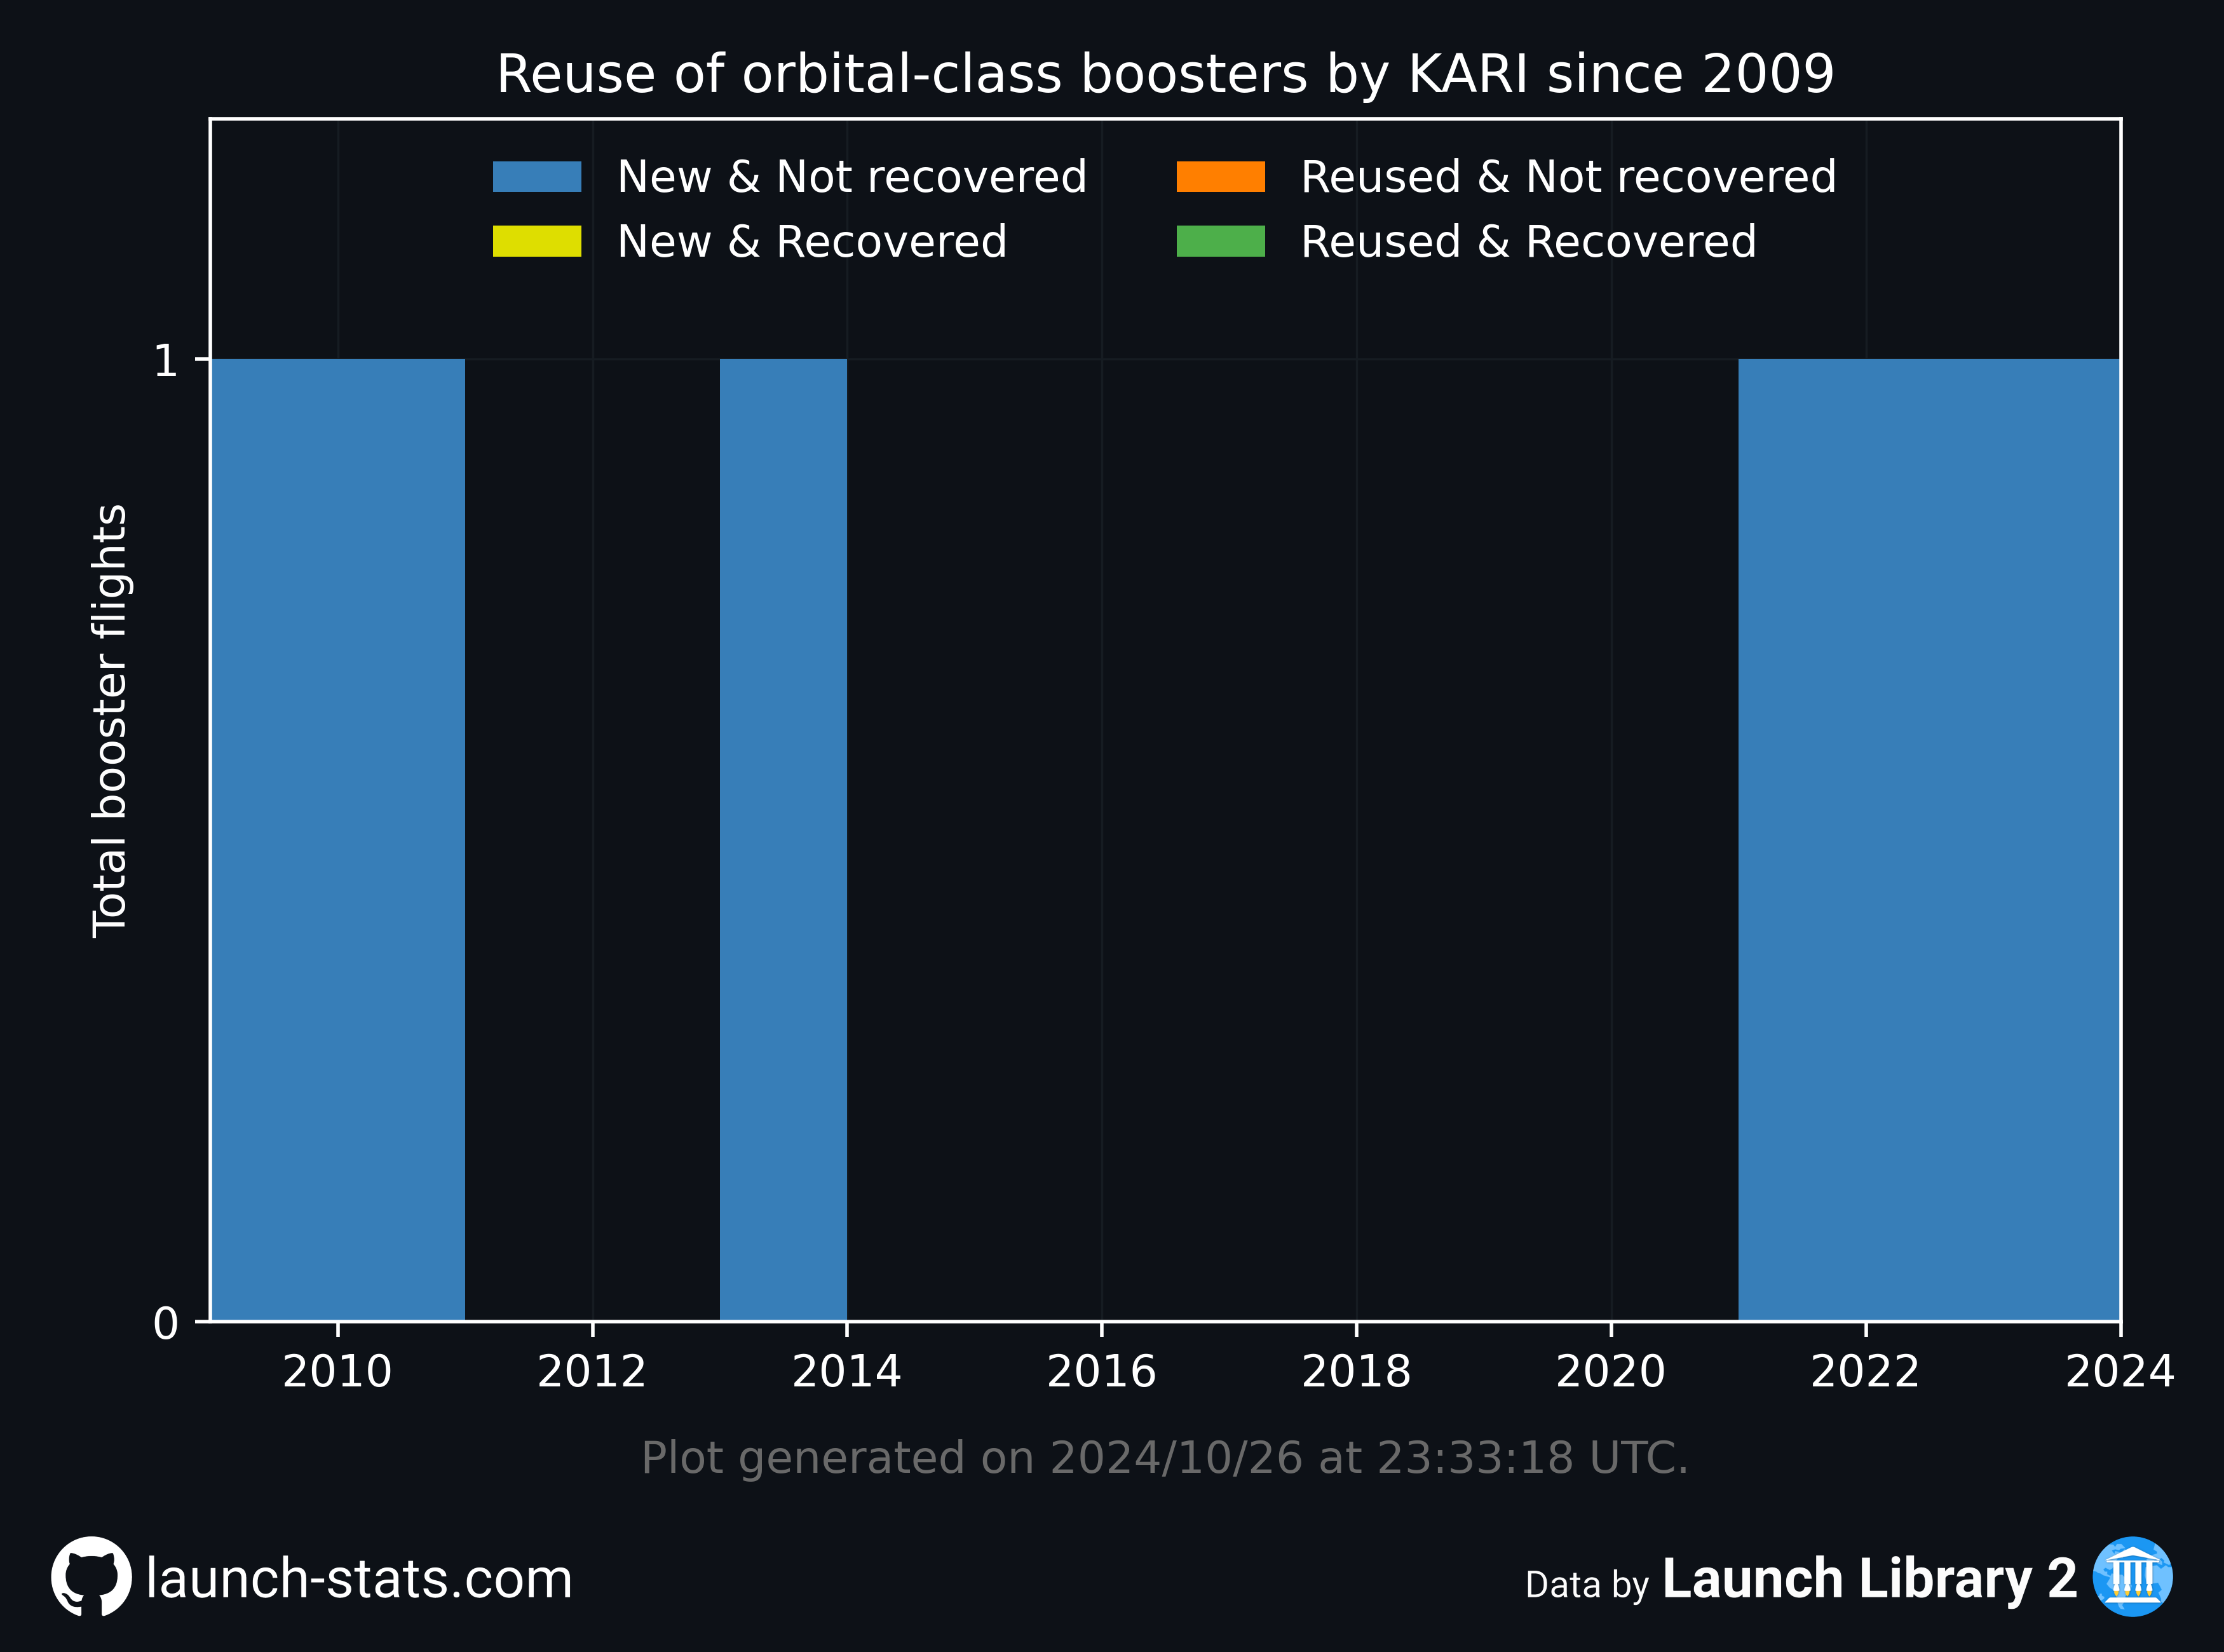 Reuse of orbital-class boosters by KARI since 2009
New & Not recovered
New & Recovered
Reused & Not recovered
Reused & Recovered
Total booster flights
1
0
2010 2012 2014 2016 2018 2020 2022 2024
Plot generated on 2024/10/26 at 23:33:18 UTC.
launch-stats.com
Data by Launch Library 2